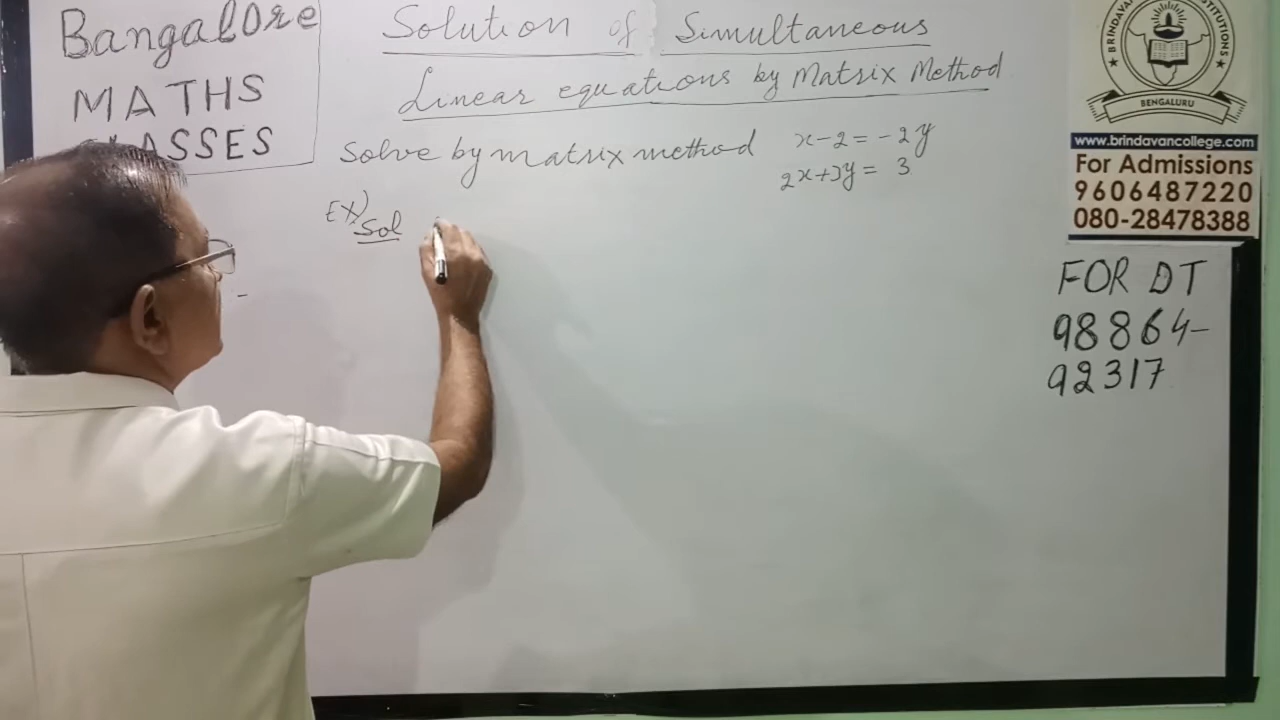 Bangalore
MATHS
CLASSES
Solution of Simultaneous
Linear equations by Matrix Method
Solve by matrix method x-2 = -2y
2x+3y = 3
Ex)
Sol
BENGALURU
www.brindavancollege.com
For Admissions
9606487220
080-28478388
FOR DT
98864-
92317